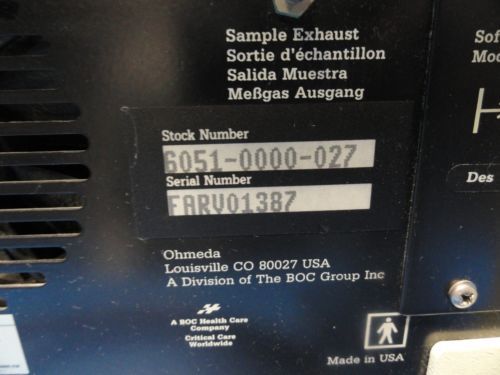 Sample Exhaust
Sortie d'échantillon
Salida Muestra
Meßgas Ausgang
Stock Number
6051-0000-027
Serial Number
FARV01387
Ohmeda
Louisville CO 80027 USA
A Division of The BOC Group Inc
A BOC Health Care
Company
Critical Care
Worldwide
Made in USA
Des